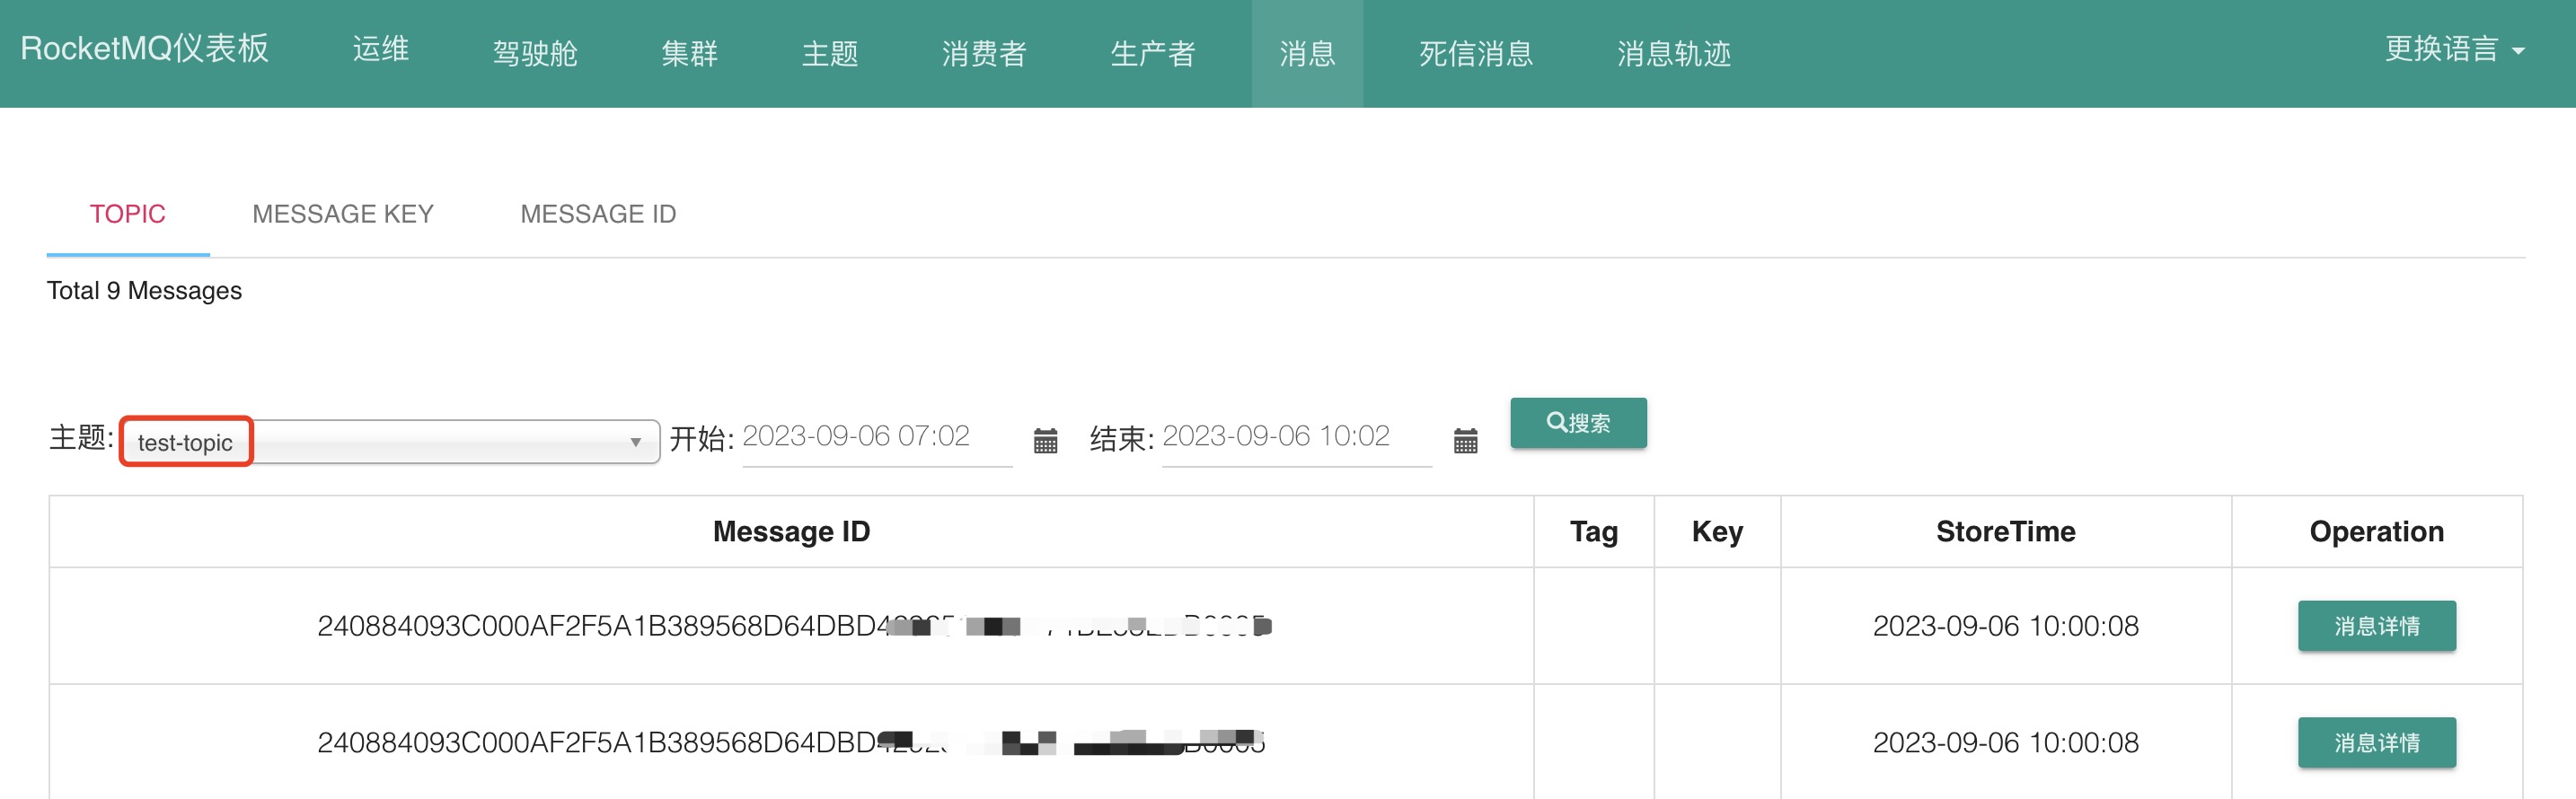 RocketMQ仪表板 运维 驾驶舱 集群 主题 消费者 生产者 消息 死信消息 消息轨迹 更换语言
TOPIC MESSAGE KEY MESSAGE ID
Total 9 Messages
主题: test-topic 开始: 2023-09-06 07:02 结束: 2023-09-06 10:02 搜索
Message ID Tag Key StoreTime Operation
2023-09-06 10:00:08 消息详情
2023-09-06 10:00:08 消息详情